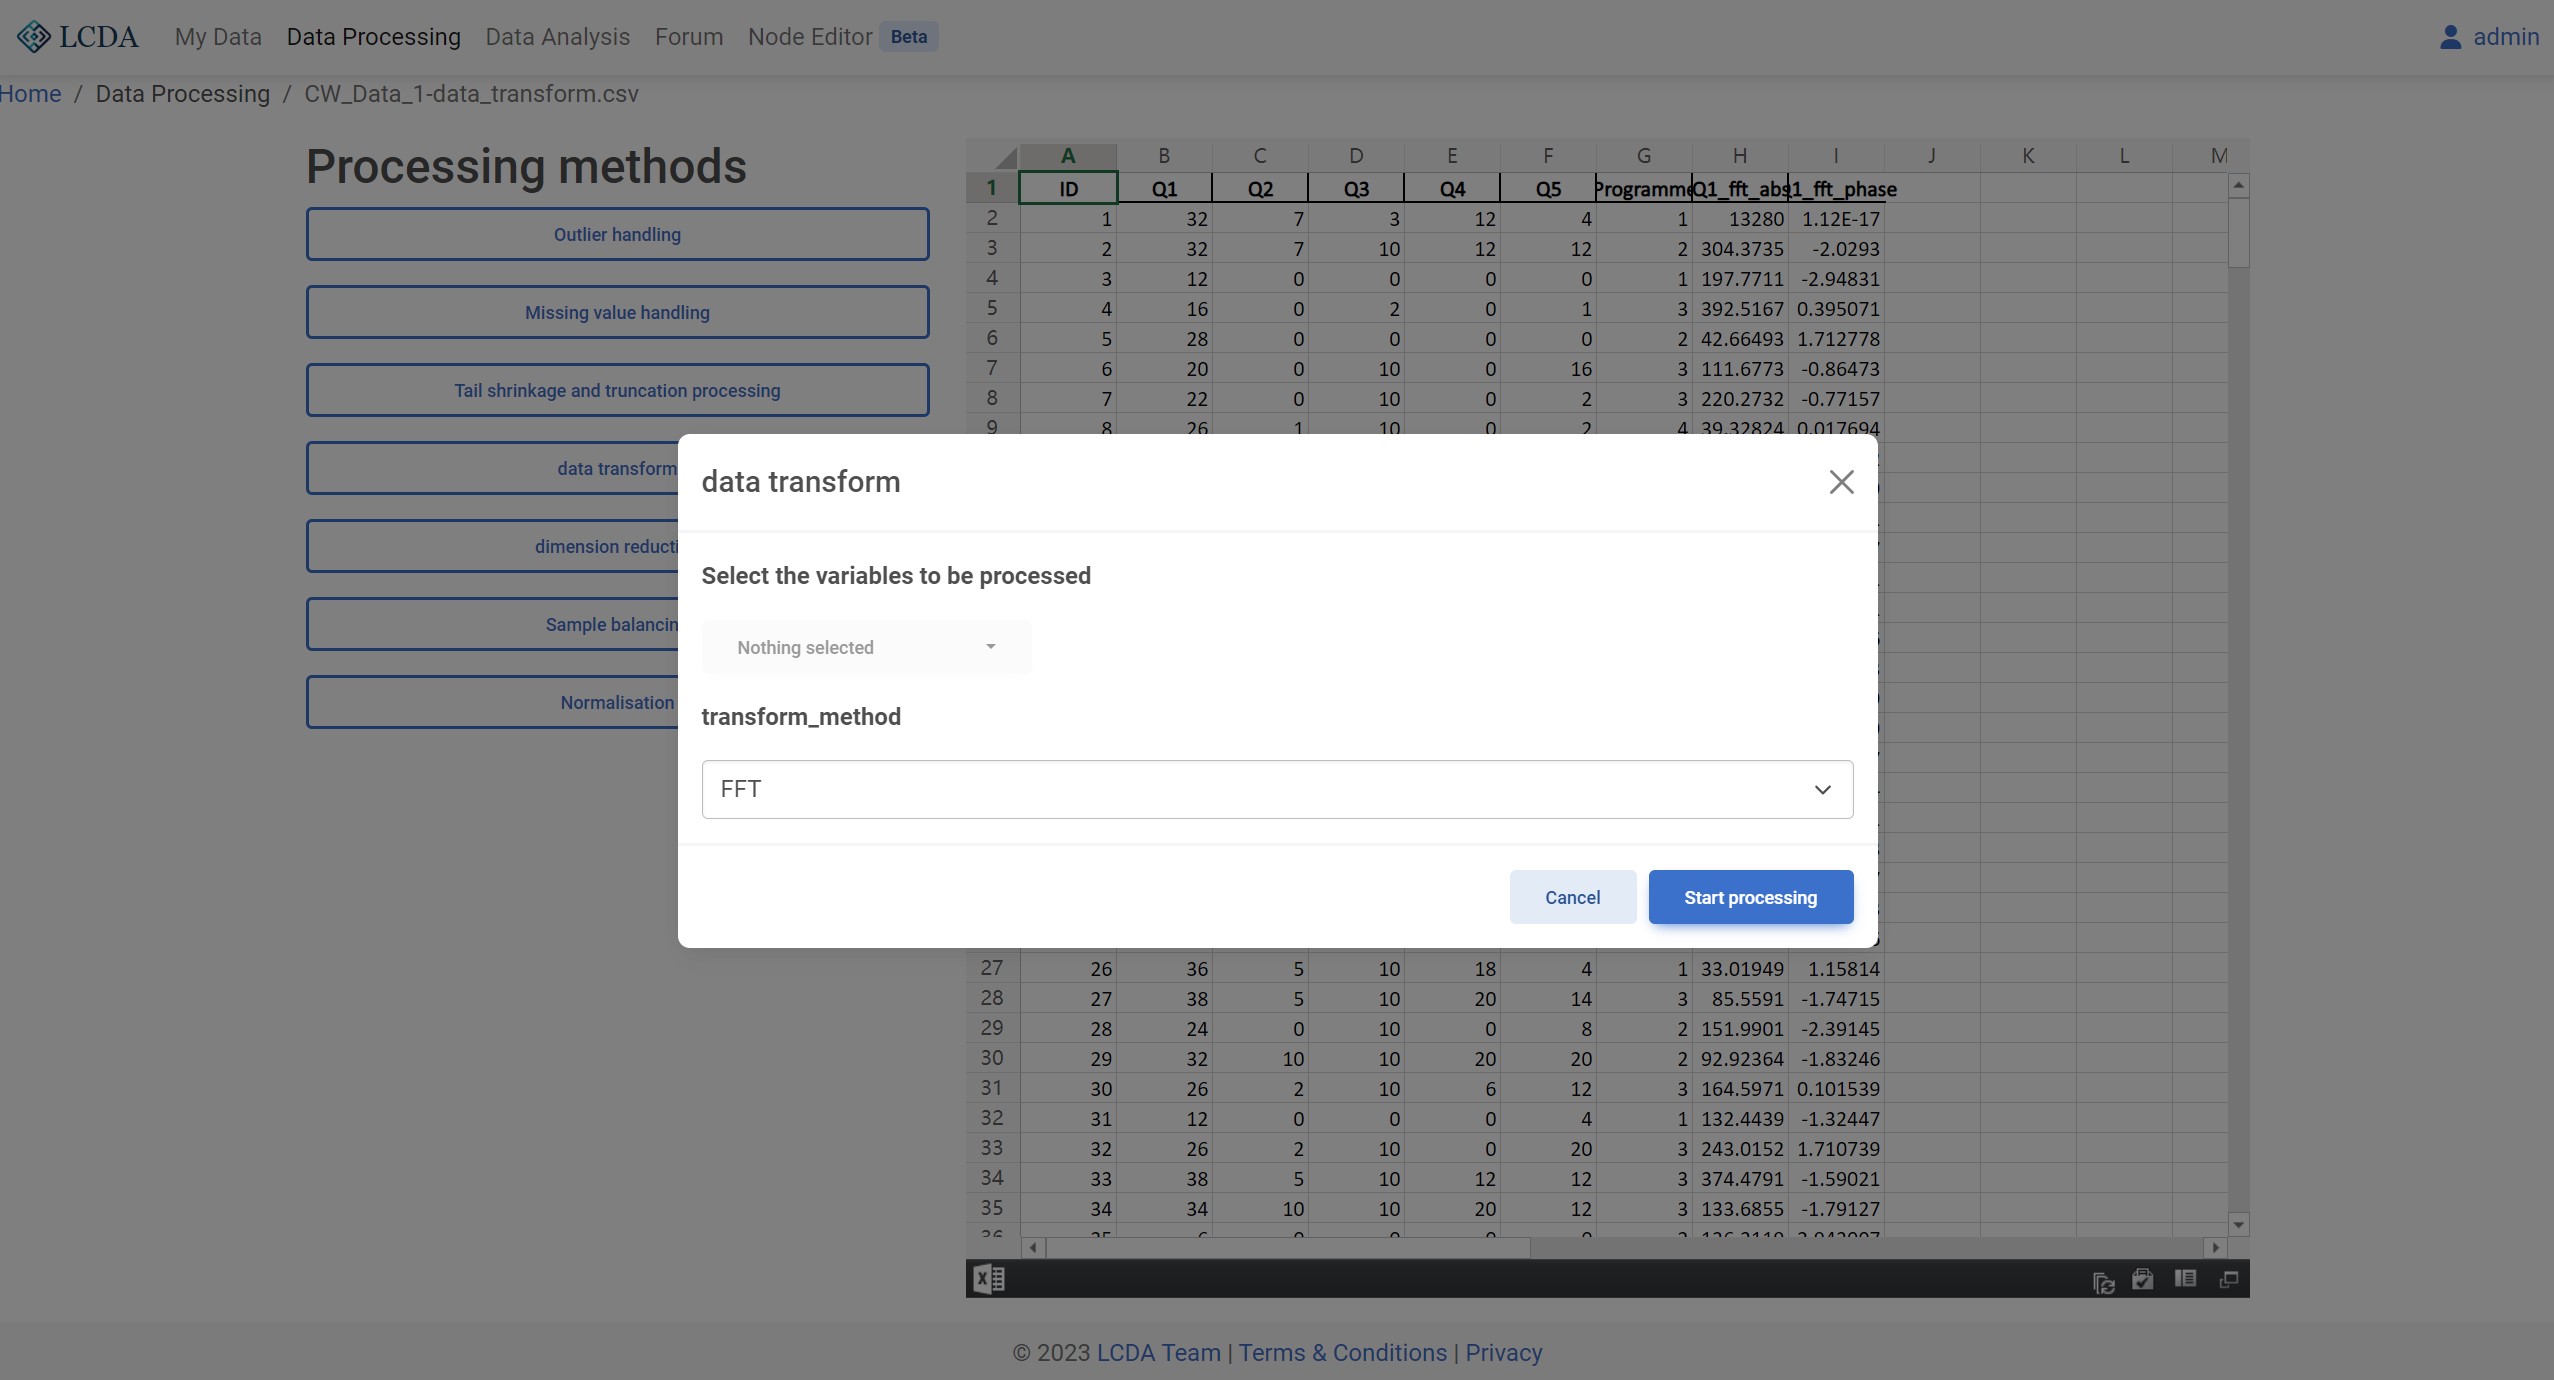 LCDA My Data Data Processing Data Analysis Forum Node Editor Beta admin
Home / Data Processing / CW_Data_1-data_transform.csv
Processing methods
Outlier handling
Missing value handling
Tail shrinkage and truncation processing
data transform
dimension reducti
Sample balancin
Normalisation
A B C D E F G H I J K L M
1 ID Q1 Q2 Q3 Q4 Q5 Programme Q1_fft_abs 1_fft_phase
2 1 32 7 3 12 4 1 13280 1.12E-17
3 2 32 7 10 12 12 2 304.3735 -2.0293
4 3 12 0 0 0 0 1 197.7711 -2.94831
5 4 16 0 2 0 1 3 392.5167 0.395071
6 5 28 0 0 0 0 2 42.66493 1.712778
7 6 20 0 10 0 16 3 111.6773 -0.86473
8 7 22 0 10 0 2 3 220.2732 -0.77157
9 8 26 1 10 0 2 4 39.32824 0.017694
data transform
Select the variables to be processed
Nothing selected
transform_method
FFT
Cancel Start processing
27 26 36 5 10 18 4 1 33.01949 1.15814
28 27 38 5 10 20 14 3 85.5591 -1.74715
29 28 24 0 10 0 8 2 151.9901 -2.39145
30 29 32 10 10 20 20 2 92.92364 -1.83246
31 30 26 2 10 6 12 3 164.5971 0.101539
32 31 12 0 0 0 4 1 132.4439 -1.32447
33 32 26 2 10 0 20 3 243.0152 1.710739
34 33 38 5 10 12 12 3 374.4791 -1.59021
35 34 34 10 10 20 12 3 133.6855 -1.79127
© 2023 LCDA Team | Terms & Conditions | Privacy